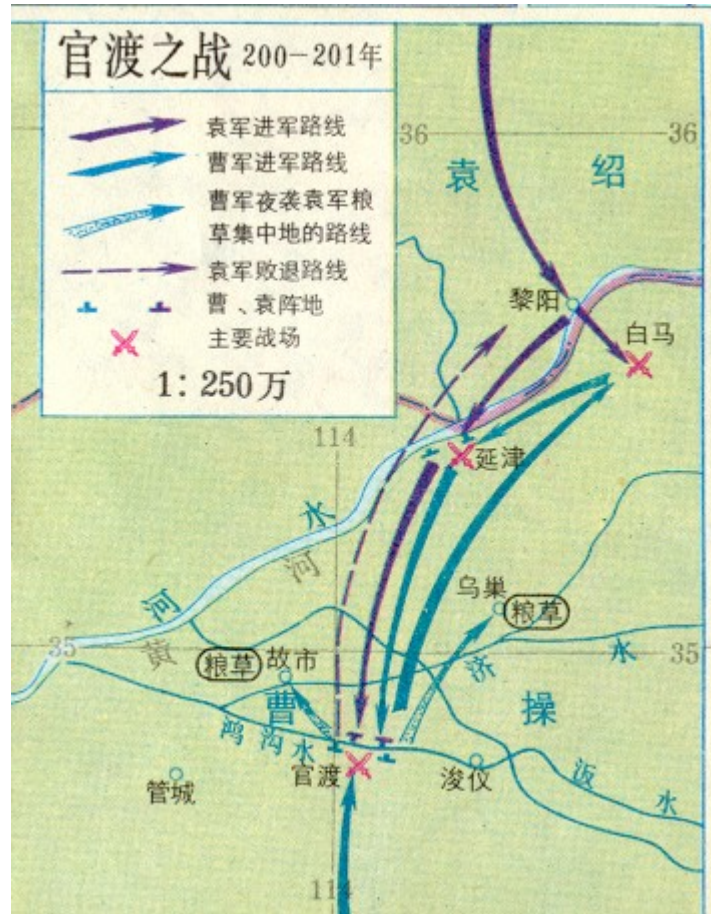 官渡之战 200-201年
袁军进军路线
曹军进军路线
曹军夜袭袁军粮
草集中地的路线
袁军败退路线
曹、袁阵地
主要战场
1: 250万
36
36
袁 绍
黎阳
白马
114
延津
水
河
河
黄
乌巢
粮草
35
粮草
故市
济
水
35
曹
操
鸿沟水
官渡
浚仪
汳
水
管城
114